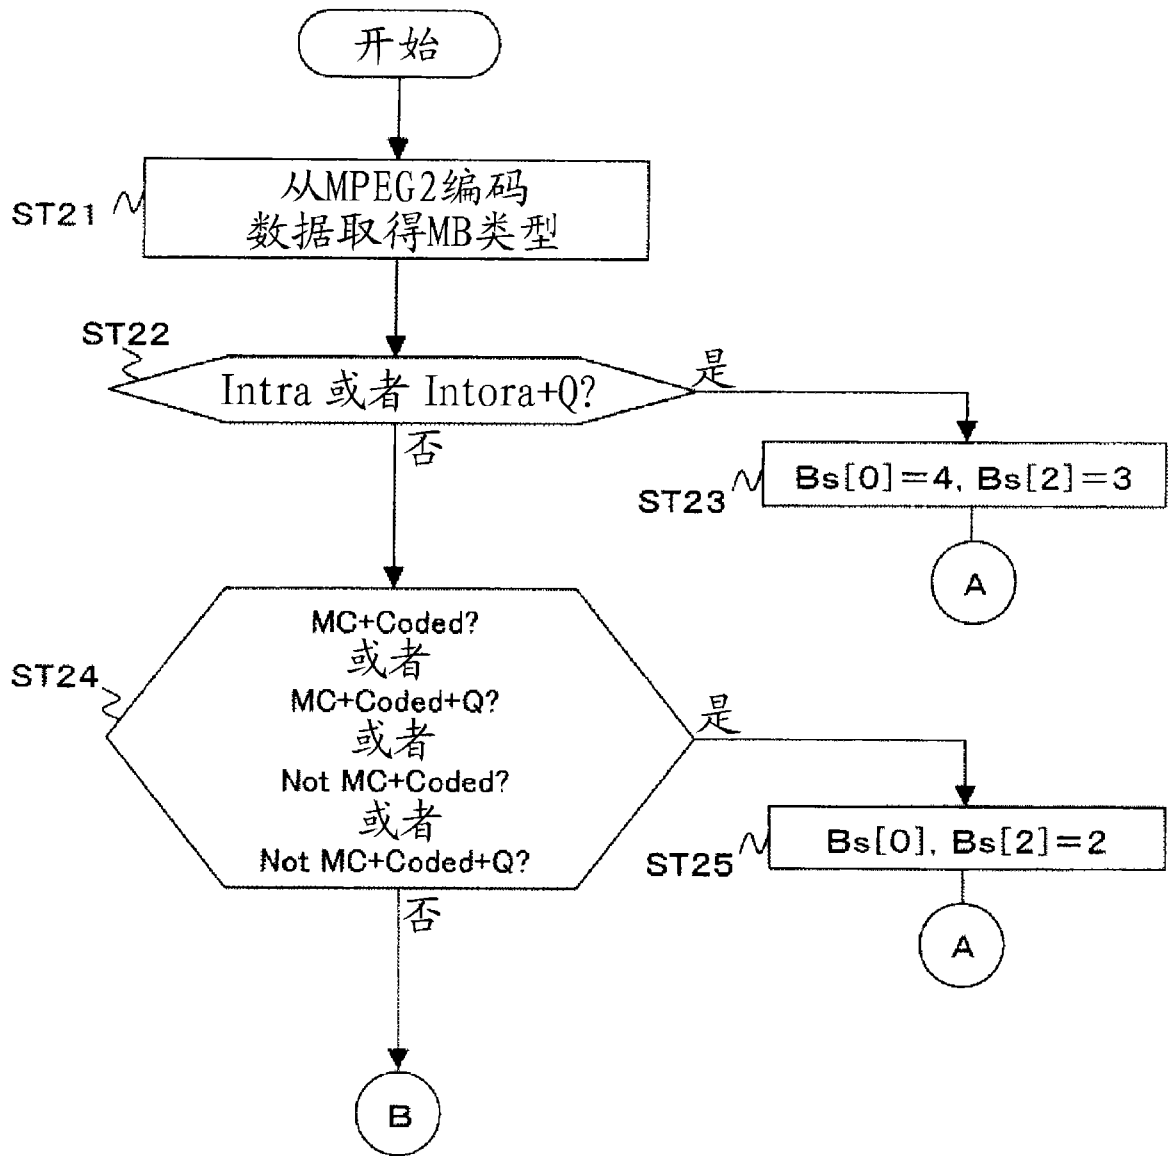 开始
ST21
从MPEG2编码
数据取得MB类型
ST22
Intra 或者 Intora+Q?
是
否
ST23
Bs[0]=4, Bs[2]=3
A
ST24
MC+Coded?
或者
MC+Coded+Q?
或者
Not MC+Coded?
或者
Not MC+Coded+Q?
是
否
ST25
Bs[0], Bs[2]=2
A
B